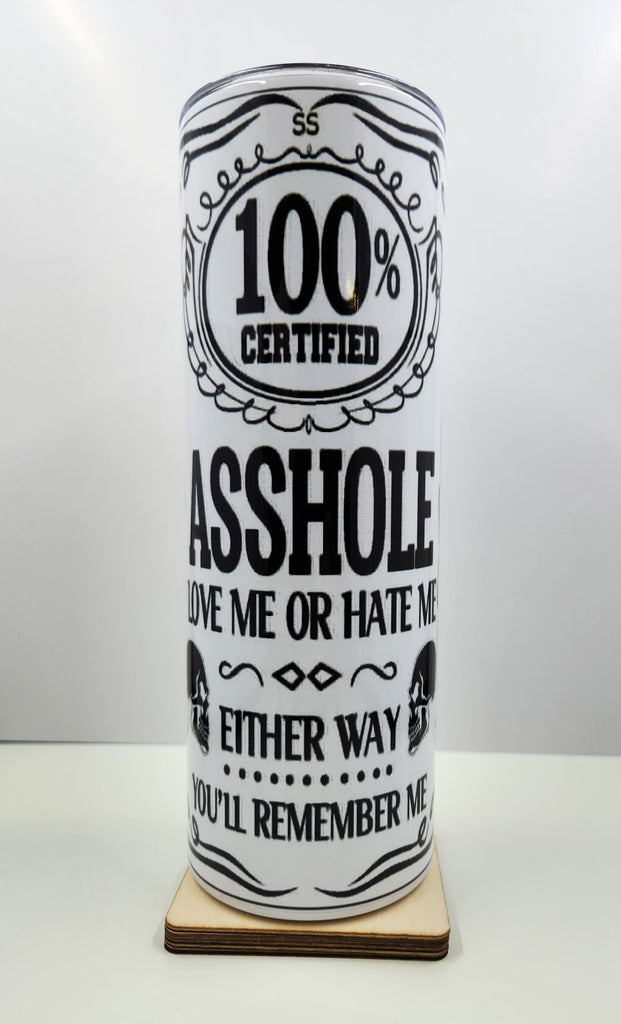 SS
100%
CERTIFIED
ASSHOLE
LOVE ME OR HATE ME
EITHER WAY
YOU'LL REMEMBER ME